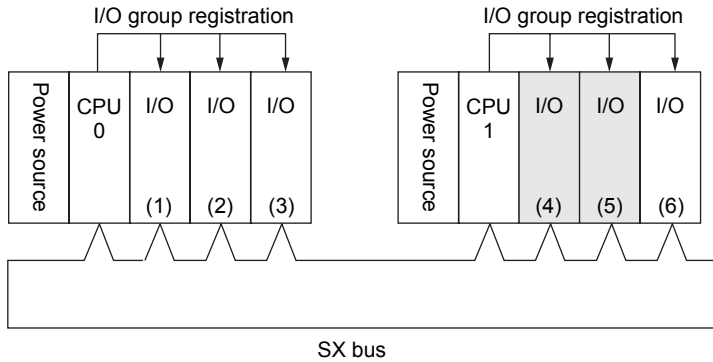 I/O group registration
I/O group registration
Power source
CPU
0
I/O
I/O
I/O
(1)
(2)
(3)
Power source
CPU
1
I/O
I/O
I/O
(4)
(5)
(6)
SX bus